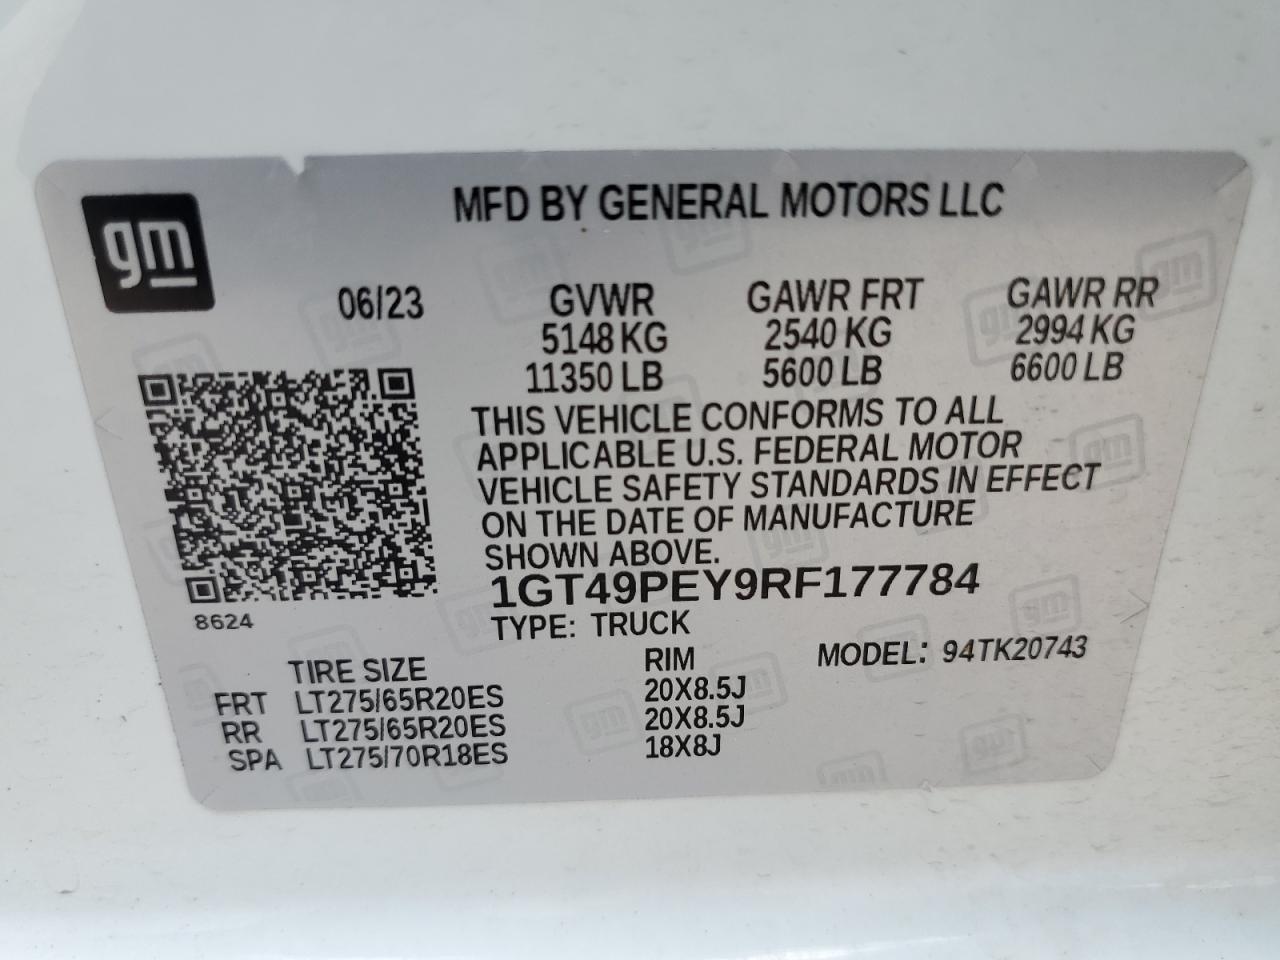 gm
MFD BY GENERAL MOTORS LLC
06/23 GVWR GAWR FRT GAWR RR
5148 KG 2540 KG 2994 KG
11350 LB 5600 LB 6600 LB
THIS VEHICLE CONFORMS TO ALL
APPLICABLE U.S. FEDERAL MOTOR
VEHICLE SAFETY STANDARDS IN EFFECT
ON THE DATE OF MANUFACTURE
SHOWN ABOVE.
1GT49PEY9RF177784
8624
TYPE: TRUCK
TIRE SIZE RIM MODEL: 94TK20743
FRT LT275/65R20ES 20X8.5J
RR LT275/65R20ES 20X8.5J
SPA LT275/70R18ES 18X8J